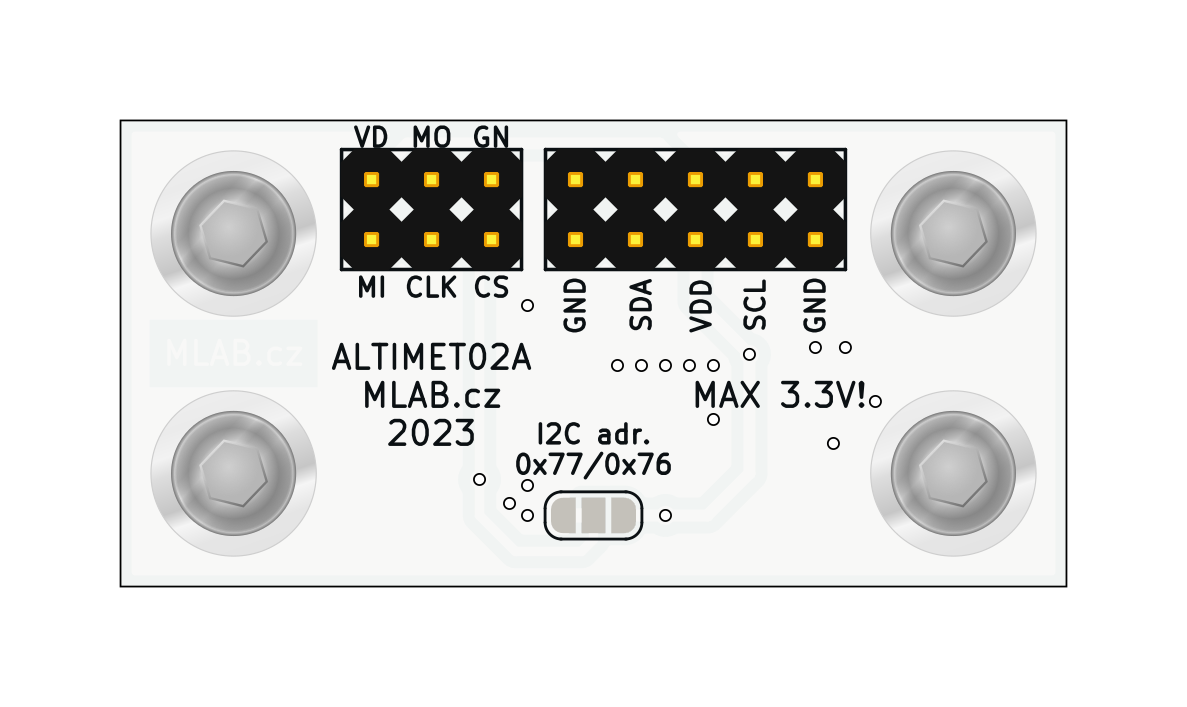 VD MO GN
MI CLK CS
GND SDA VDD SCL GND
MLAB.cz
ALTIMET02A
MLAB.cz
2023
MAX 3.3V!
I2C adr.
0x77/0x76